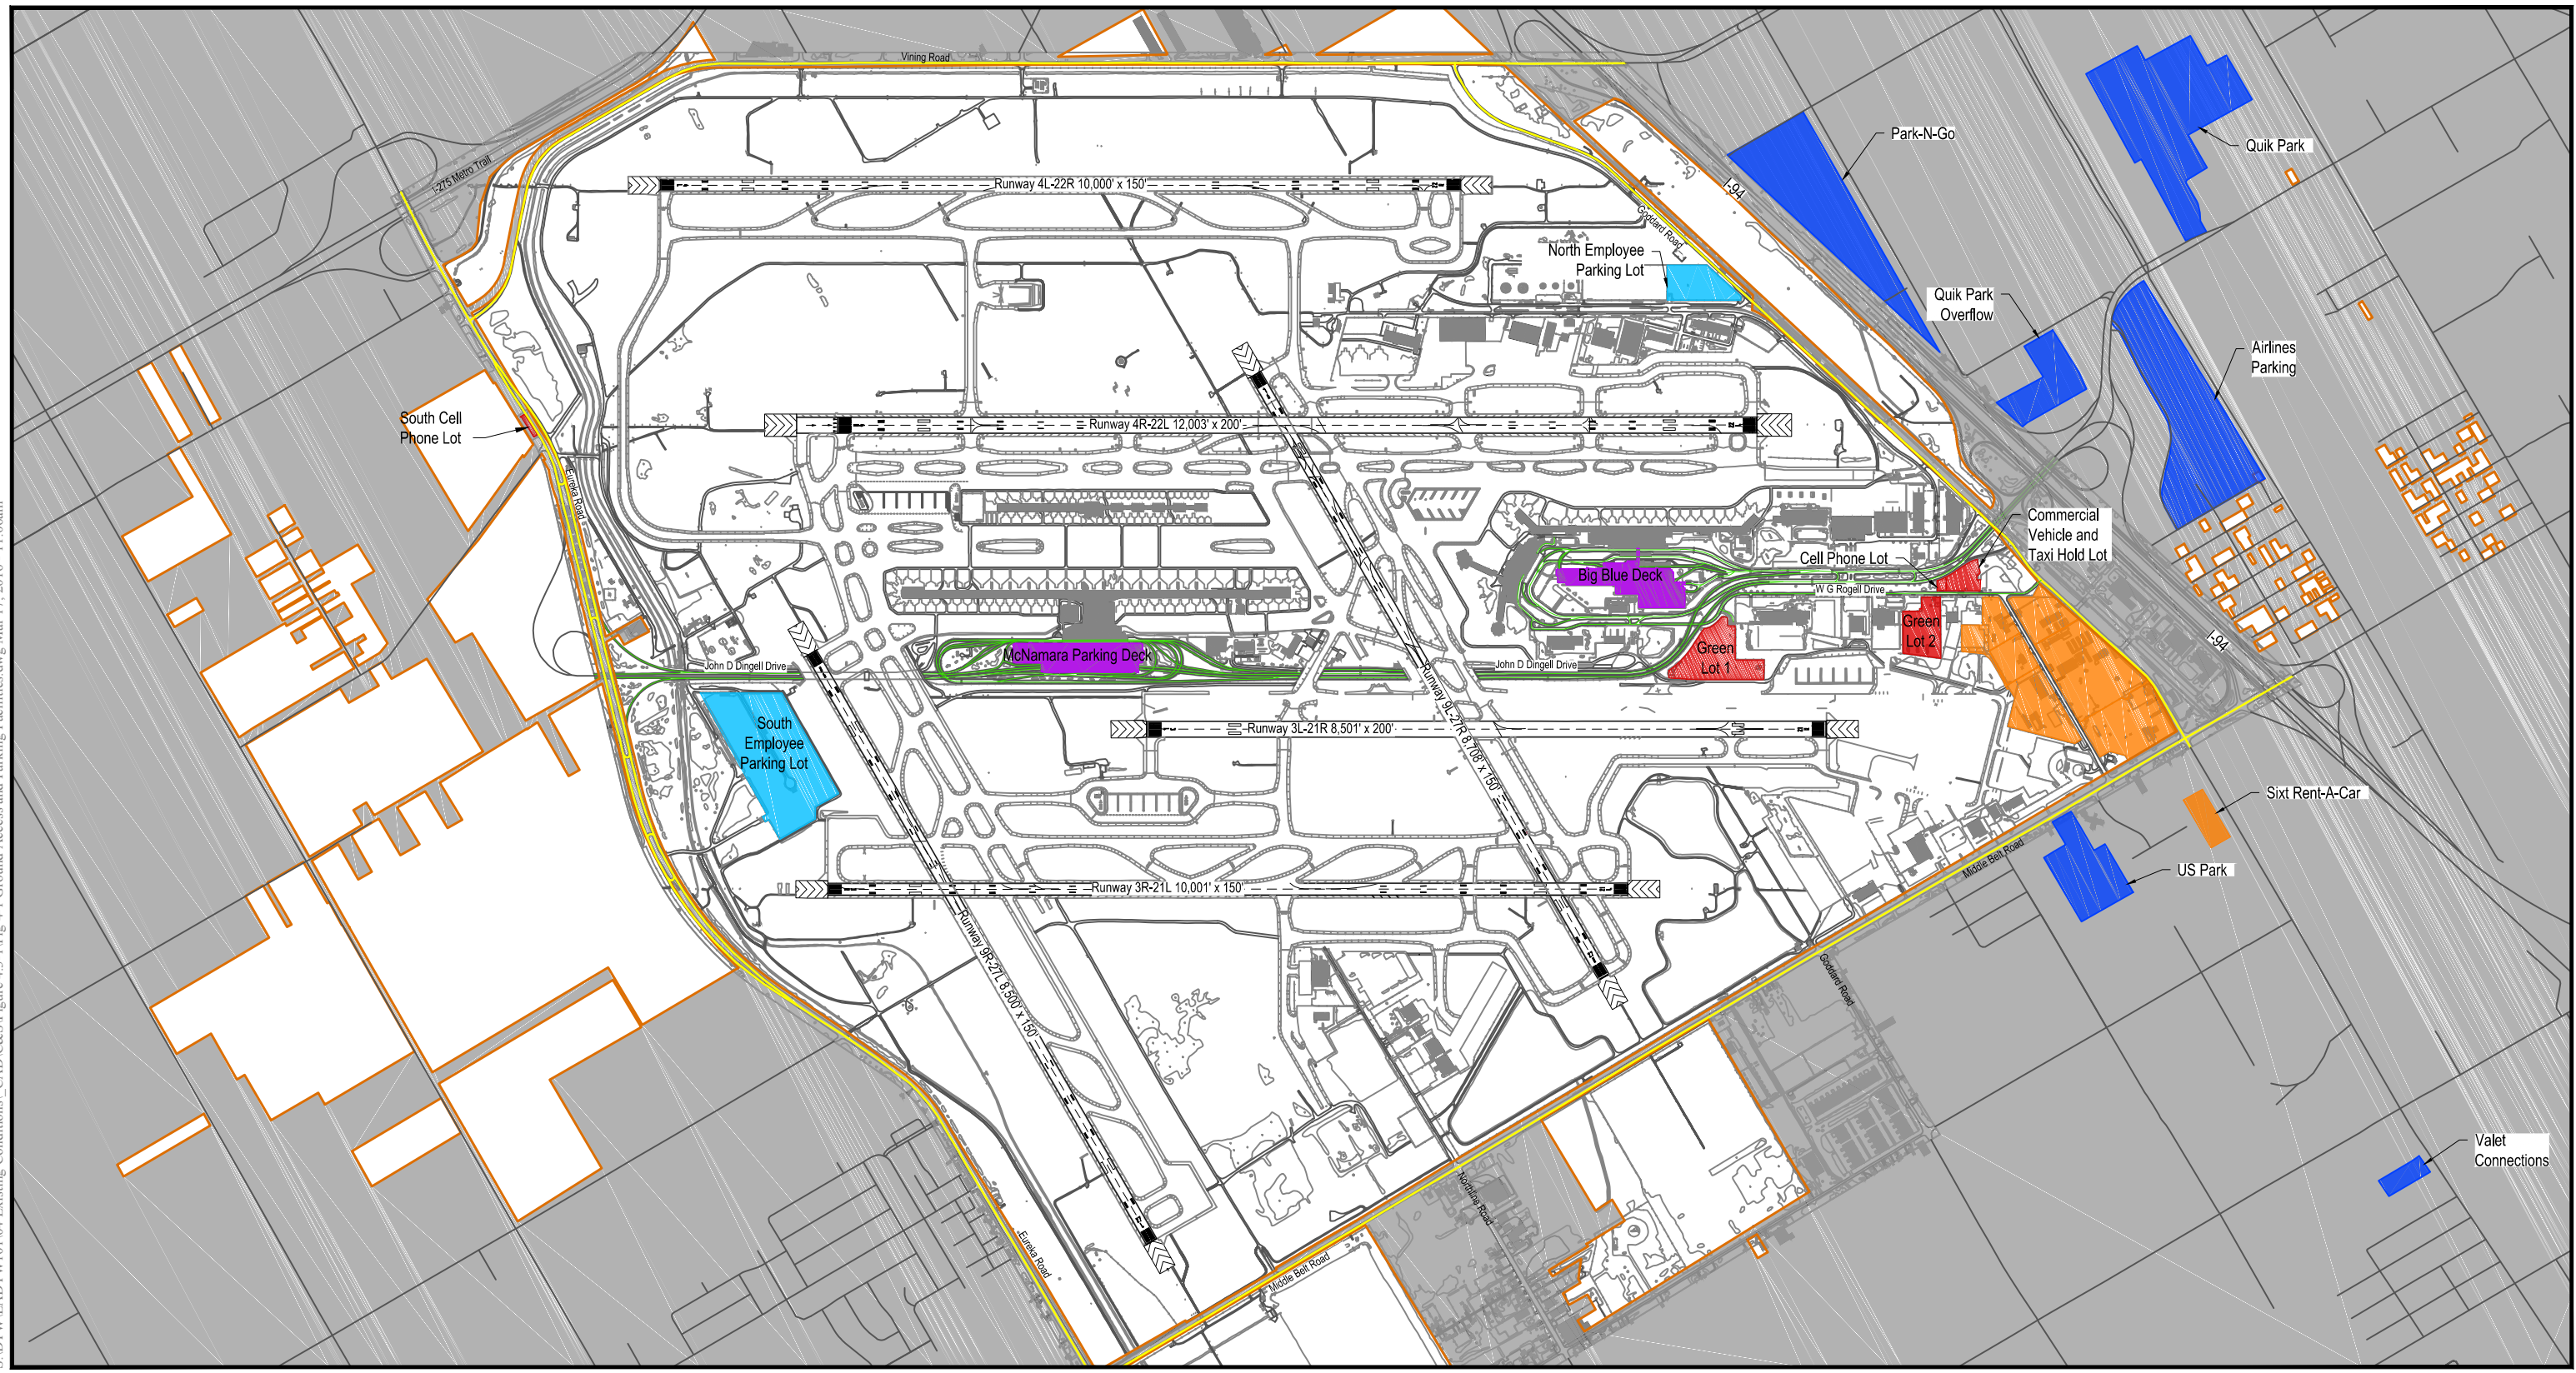 Vining Road
I-275 Metro Trail
Park-N-Go
Quik Park
I-94
Runway 4L-22R 10,000' x 150'
Goddard Road
North Employee
Parking Lot
Quik Park
Overflow
Airlines
Parking
South Cell
Phone Lot
Runway 4R-22L 12,003' x 200'
Eureka Road
Commercial
Vehicle and
Taxi Hold Lot
Cell Phone Lot
Big Blue Deck
W G Rogell Drive
Green
Lot 2
I-94
McNamara Parking Deck
Green
Lot 1
John D Dingell Drive
John D Dingell Drive
South
Employee
Parking Lot
Runway 9L-27R 8,708' x 150'
Runway 3L-21R 8,501' x 200'
Sixt Rent-A-Car
Middle Belt Road
US Park
Runway 3R-21L 10,001' x 150'
Runway 9R-27L 8,500' x 150'
Goddard Road
Valet
Connections
Northline Road
Eureka Road
Middle Belt Road